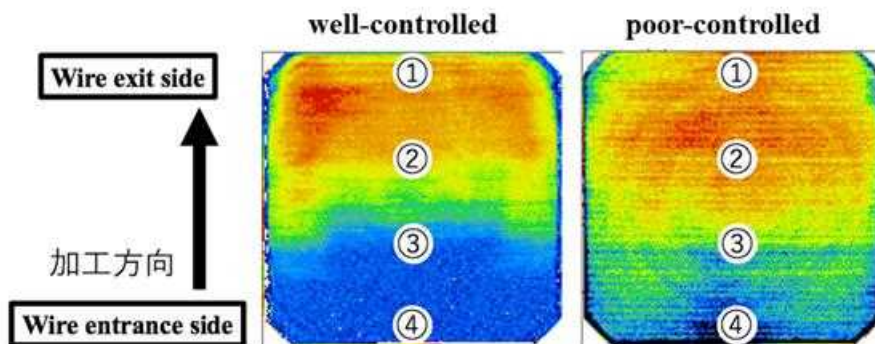 well-controlled
poor-controlled
Wire exit side
加工方向
Wire entrance side
①
②
③
④
①
②
③
④